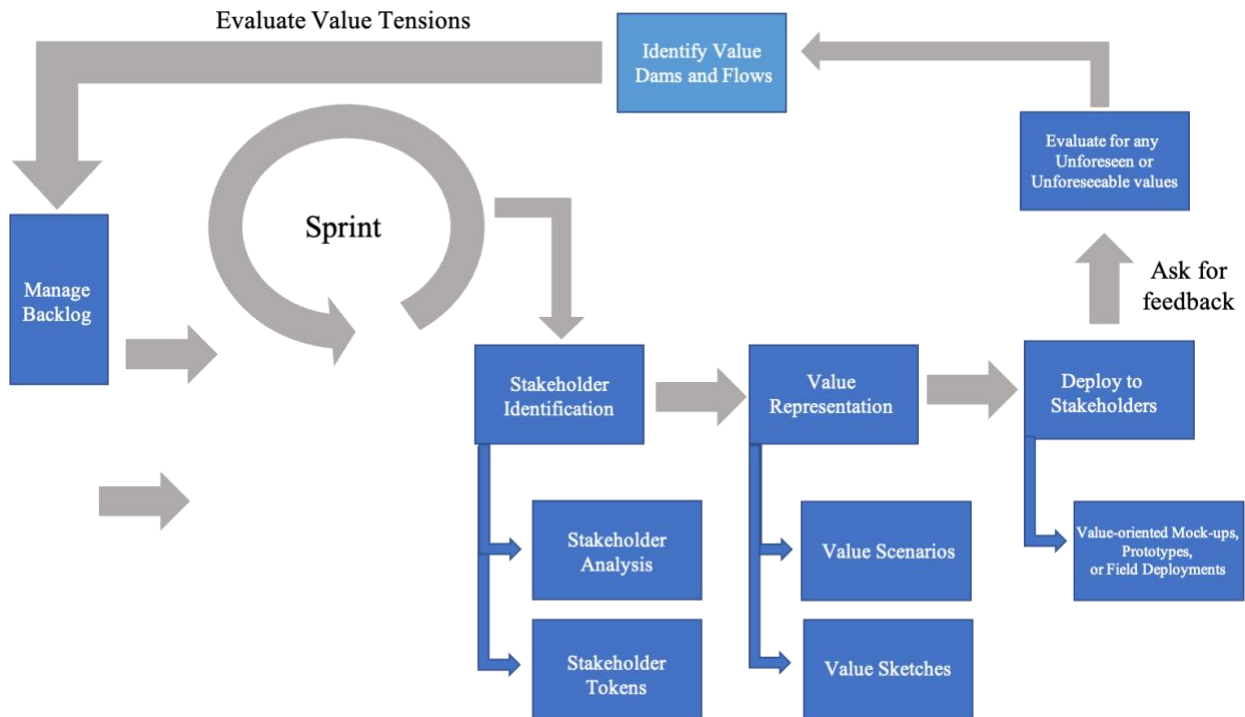 Evaluate Value Tensions
Identify Value
Dams and Flows
Evaluate for any
Unforeseen or
Unforeseeable values
Sprint
Manage
Backlog
Ask for
feedback
Stakeholder
Identification
Value
Representation
Deploy to
Stakeholders
Stakeholder
Analysis
Value Scenarios
Value-oriented Mock-ups,
Prototypes,
or Field Deployments
Stakeholder
Tokens
Value Sketches